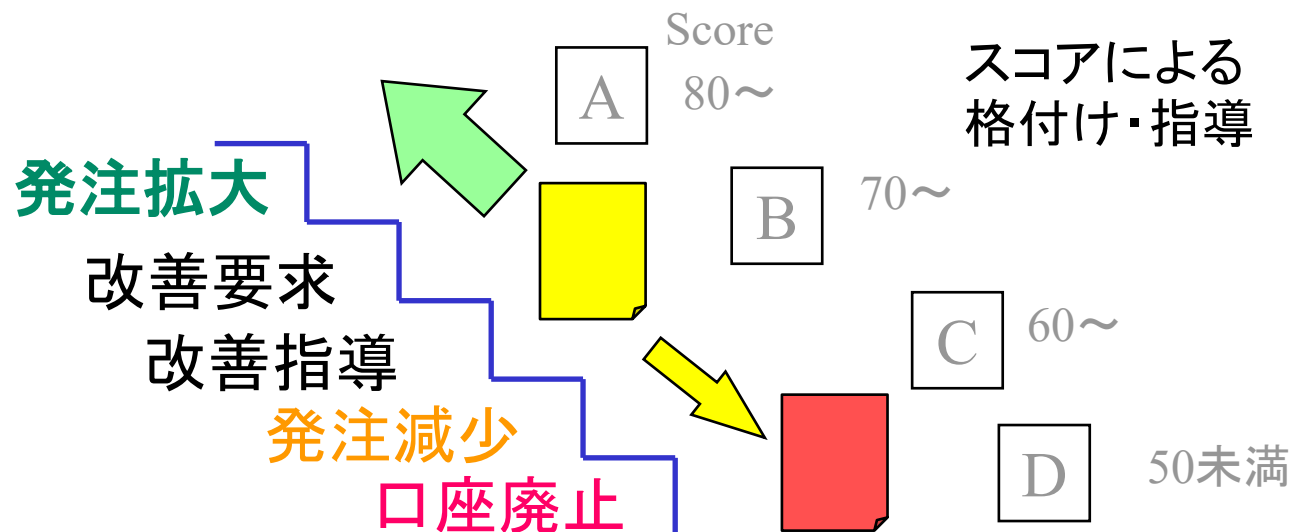 Score
A
80～
スコアによる
格付け・指導
B
70～
発注拡大
改善要求
C
60～
改善指導
発注減少
D
50未満
口座廃止